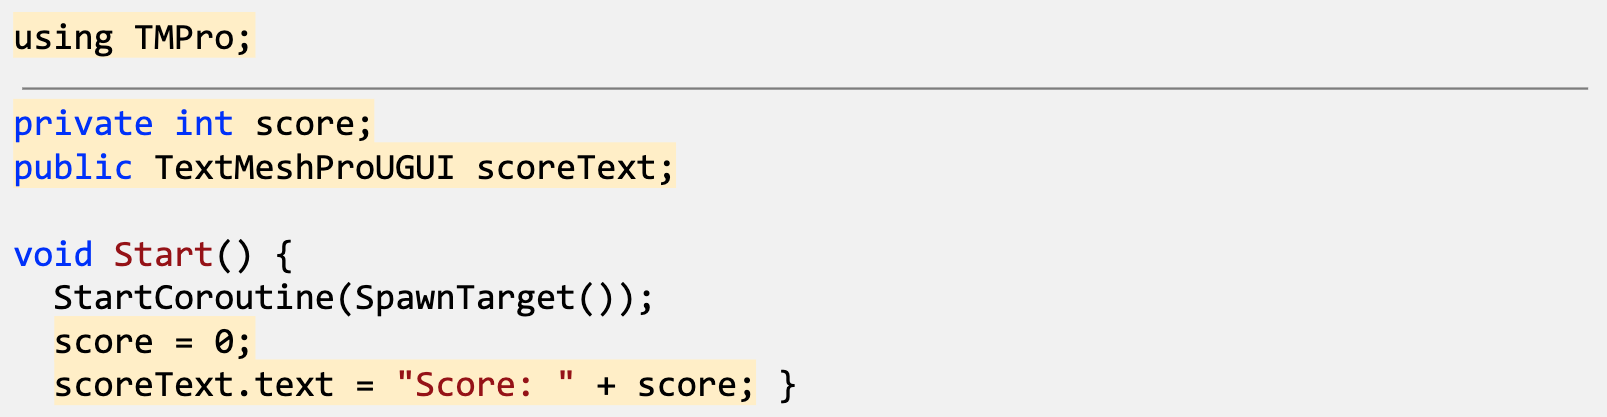 using TMPro;
private int score;
public TextMeshProUGUI scoreText;
void Start() {
StartCoroutine(SpawnTarget());
score = 0;
scoreText.text = "Score: " + score; }